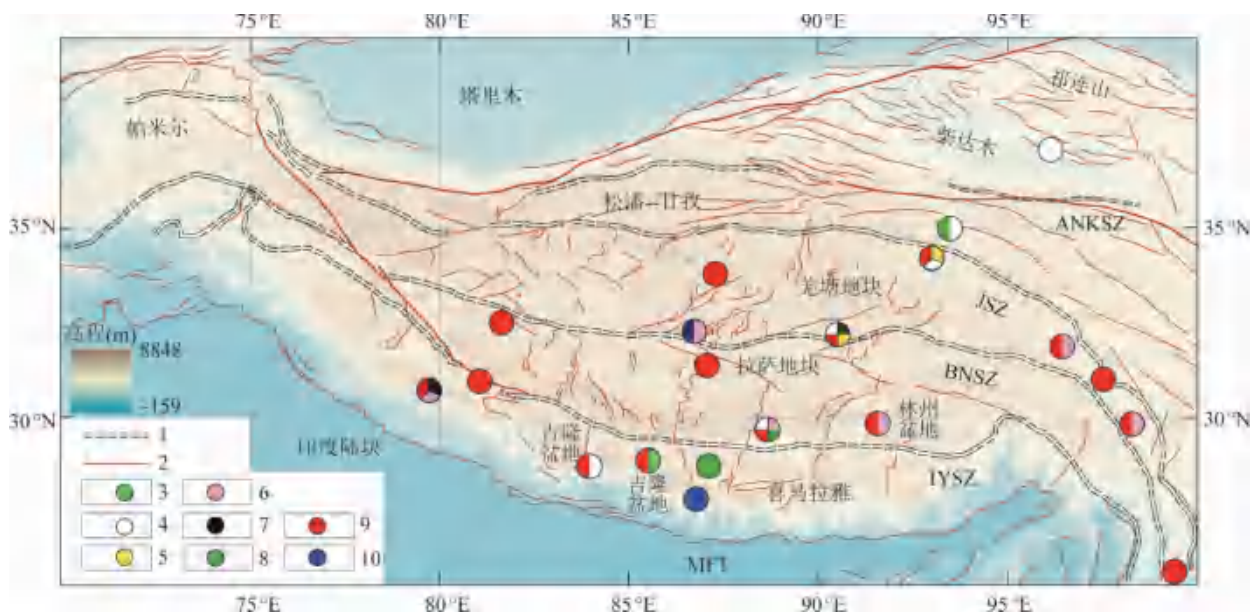 75°E 80°E 85°E 90°E 95°E
祁连山
塔里木
柴达木
帕米尔
松潘—甘孜
35°N 35°N
ANKSZ
羌塘地块
JSZ
高程(m)
8848
拉萨地块
BNSZ
-159
30°N 30°N
林州
盆地
印度陆块
吉隆
盆地
IYSZ
吉隆
盆地
喜马拉雅
MFT
1
2
3 6
4 7 9
5 8 10
75°E 80°E 85°E 90°E 95°E